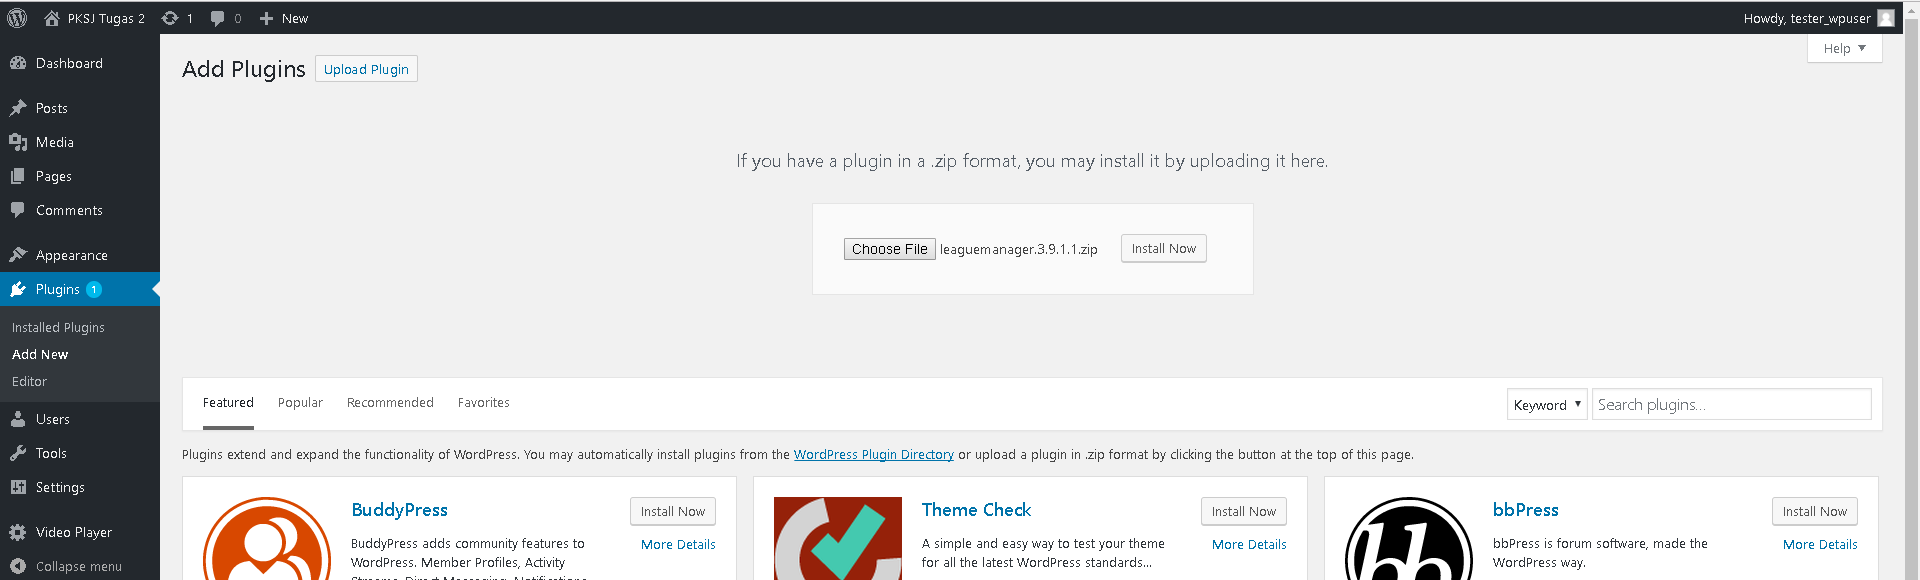 PKSJ Tugas 2 1 0 New Howdy, tester_wpuser
Help
Dashboard
Posts
Media
Pages
Comments
Appearance
Plugins 1
Installed Plugins
Add New
Editor
Users
Tools
Settings
Video Player
Collapse menu
Add Plugins Upload Plugin
If you have a plugin in a .zip format, you may install it by uploading it here.
Choose File leaguemanager.3.9.1.1.zip Install Now
Featured Popular Recommended Favorites Keyword Search plugins...
Plugins extend and expand the functionality of WordPress. You may automatically install plugins from the WordPress Plugin Directory or upload a plugin in .zip format by clicking the button at the top of this page.
BuddyPress Install Now
More Details
BuddyPress adds community features to
WordPress. Member Profiles, Activity
Streams, Direct Messaging, Notifications
Theme Check Install Now
More Details
A simple and easy way to test your theme
for all the latest WordPress standards...
bb
bbPress Install Now
More Details
bbPress is forum software, made the
WordPress way.